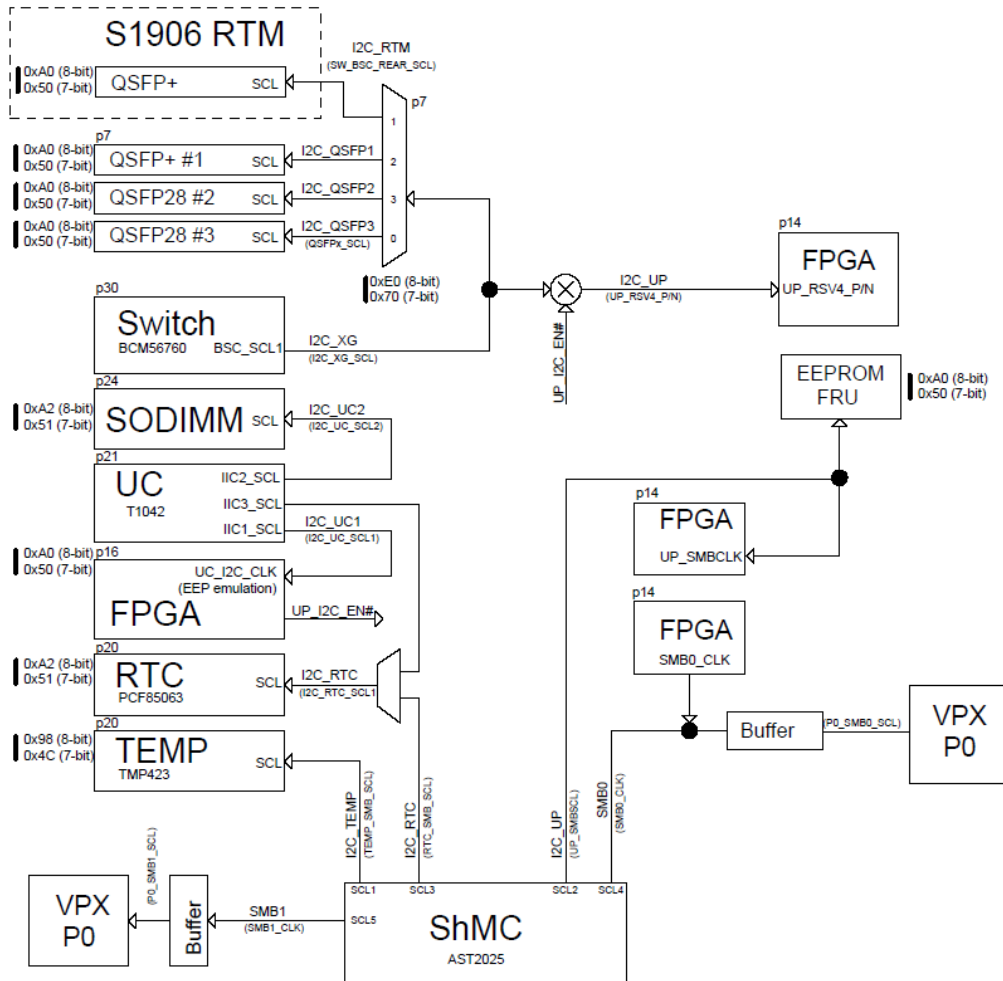 S1906 RTM
0xA0 (8-bit)
0x50 (7-bit)
QSFP+
SCL
I2C_RTM
(SW_BSC_REAR_SCL)
p7
1
2
3
0
p7
0xA0 (8-bit)
0x50 (7-bit)
QSFP+ #1
SCL
I2C_QSFP1
0xA0 (8-bit)
0x50 (7-bit)
QSFP28 #2
SCL
I2C_QSFP2
0xA0 (8-bit)
0x50 (7-bit)
QSFP28 #3
SCL
I2C_QSFP3
(QSFPx_SCL)
0xE0 (8-bit)
0x70 (7-bit)
I2C_UP
(UP_RSV4_P/N)
UP_I2C_EN#
p14
FPGA
UP_RSV4_P/N
p30
Switch
BCM56760
BSC_SCL1
I2C_XG
(I2C_XG_SCL)
EEPROM
FRU
0xA0 (8-bit)
0x50 (7-bit)
p24
0xA2 (8-bit)
0x51 (7-bit)
SODIMM
SCL
I2C_UC2
(I2C_UC_SCL2)
p21
UC
T1042
IIC2_SCL
IIC3_SCL
IIC1_SCL
I2C_UC1
(I2C_UC_SCL1)
p14
FPGA
UP_SMBCLK
p16
0xA0 (8-bit)
0x50 (7-bit)
UC_I2C_CLK
(EEP emulation)
FPGA
UP_I2C_EN#
p14
FPGA
SMB0_CLK
p20
0xA2 (8-bit)
0x51 (7-bit)
RTC
PCF85063
SCL
I2C_RTC
(I2C_RTC_SCL1
p20
0x98 (8-bit)
0x4C (7-bit)
TEMP
TMP423
SCL
Buffer
(P0_SMB0_SCL)
VPX
P0
I2C_TEMP
(TEMP_SMB_SCL)
I2C_RTC
(RTC_SMB_SCL)
I2C_UP
(UP_SMBSCL)
SMB0
(SMB0_CLK)
VPX
P0
(P0_SMB1_SCL)
Buffer
SMB1
(SMB1_CLK)
SCL1
SCL3
SCL2
SCL4
SCL5
ShMC
AST2025